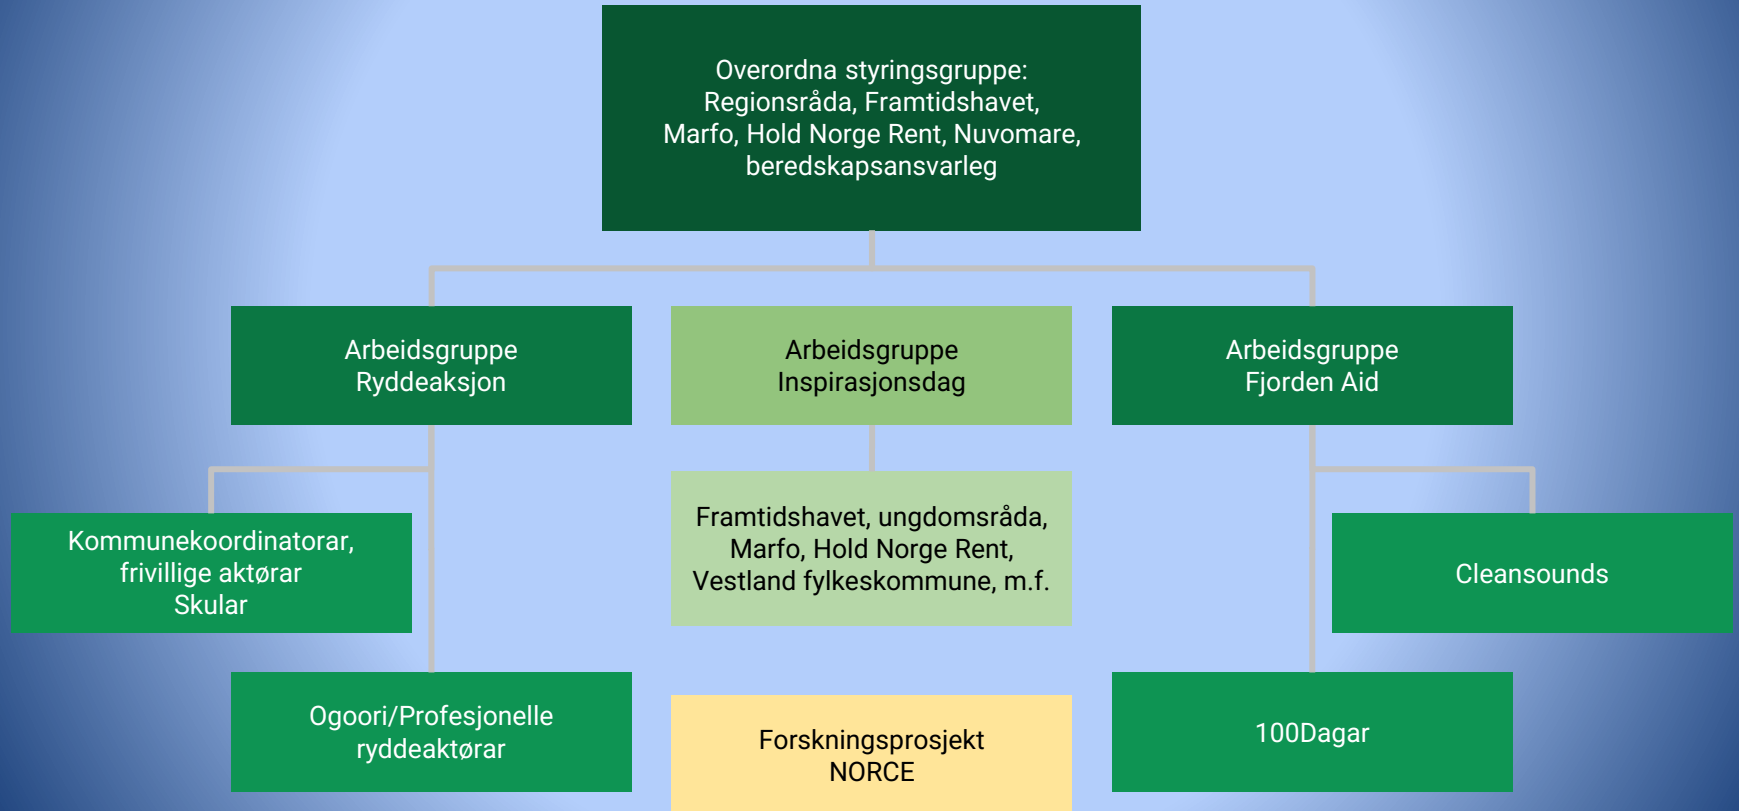 Overordna styringsgruppe:
Regionsråda, Framtidshavet,
Marfo, Hold Norge Rent, Nuvomare,
beredskapsansvarleg
Arbeidsgruppe
Ryddeaksjon
Arbeidsgruppe
Inspirasjonsdag
Arbeidsgruppe
Fjorden Aid
Kommunekoordinatorar,
frivillige aktørar
Skular
Framtidshavet, ungdomsråda,
Marfo, Hold Norge Rent,
Vestland fylkeskommune, m.f.
Cleansounds
Ogoori/Profesjonelle
ryddeaktørar
Forskningsprosjekt
NORCE
100Dagar